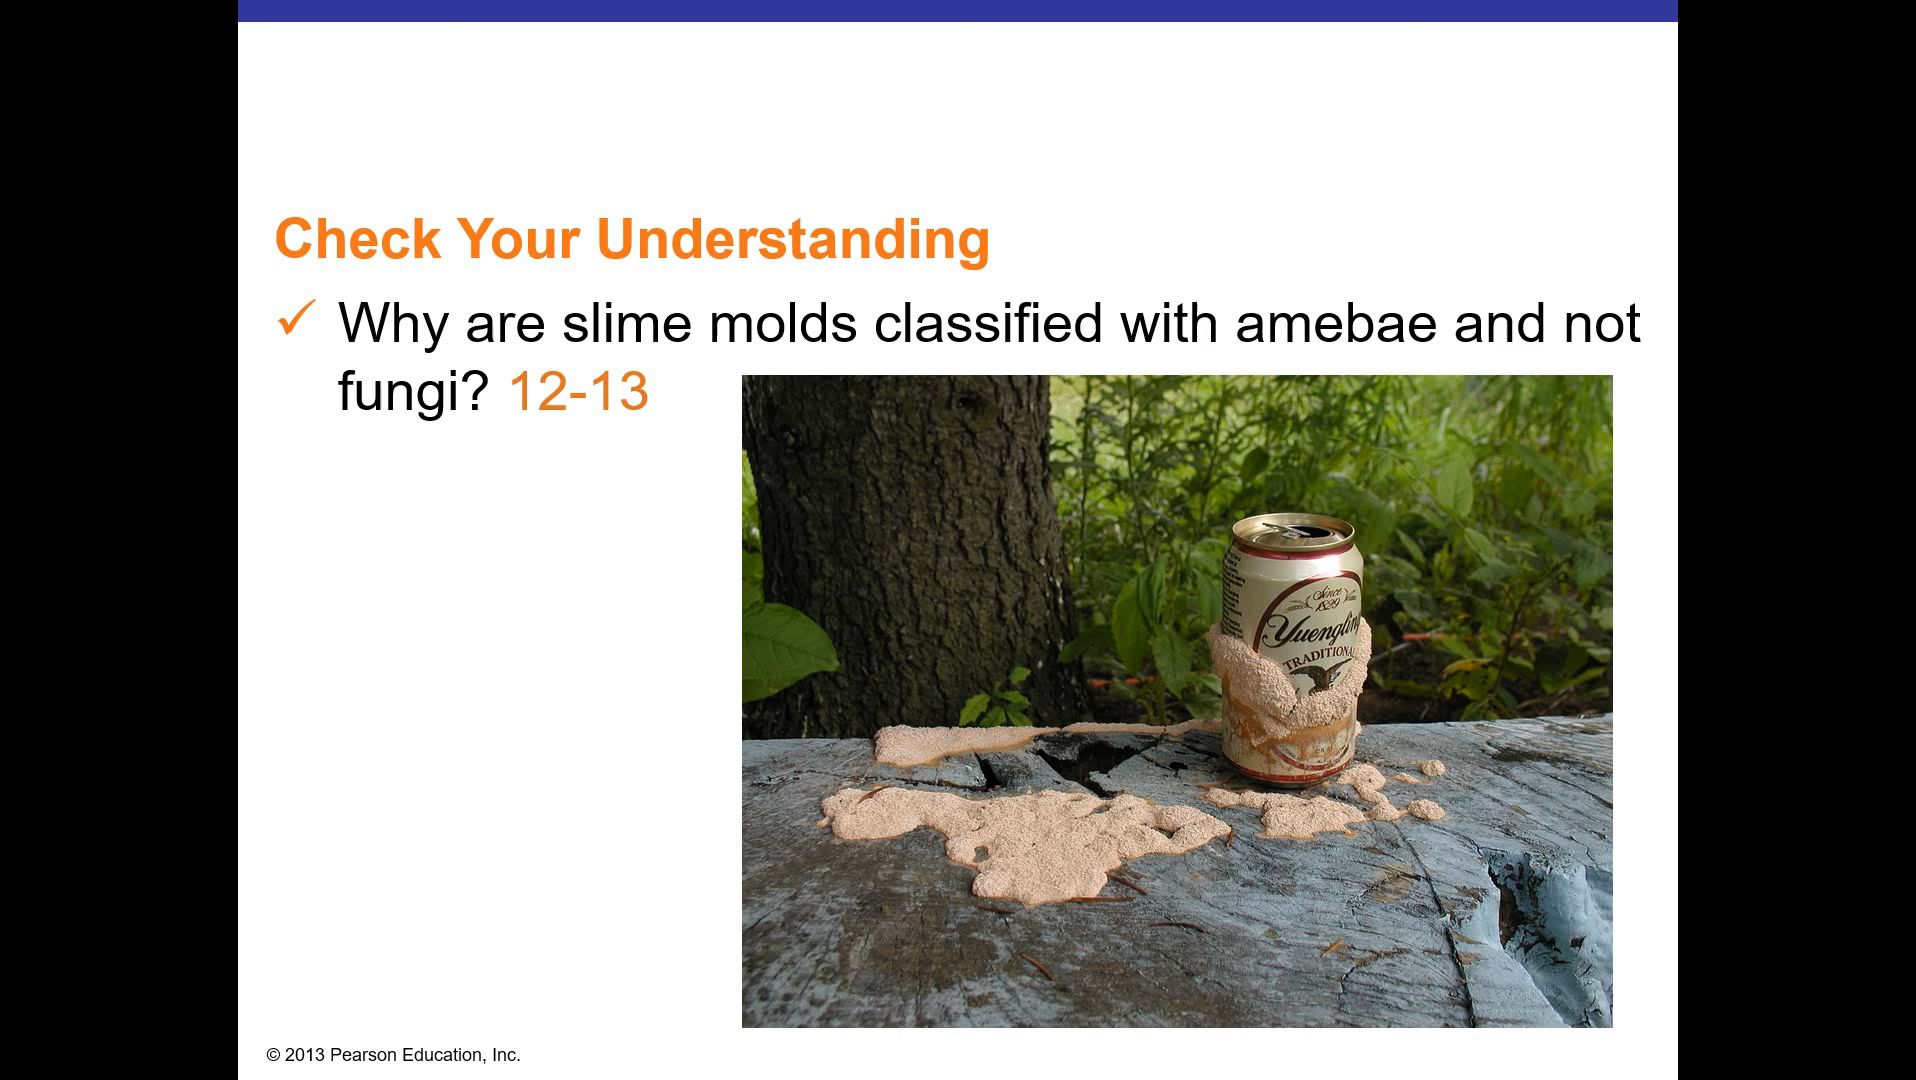 Check Your Understanding
✓ Why are slime molds classified with amebae and not
fungi? 12-13
Since
1829
Yuengling
TRADITIONAL
© 2013 Pearson Education, Inc.